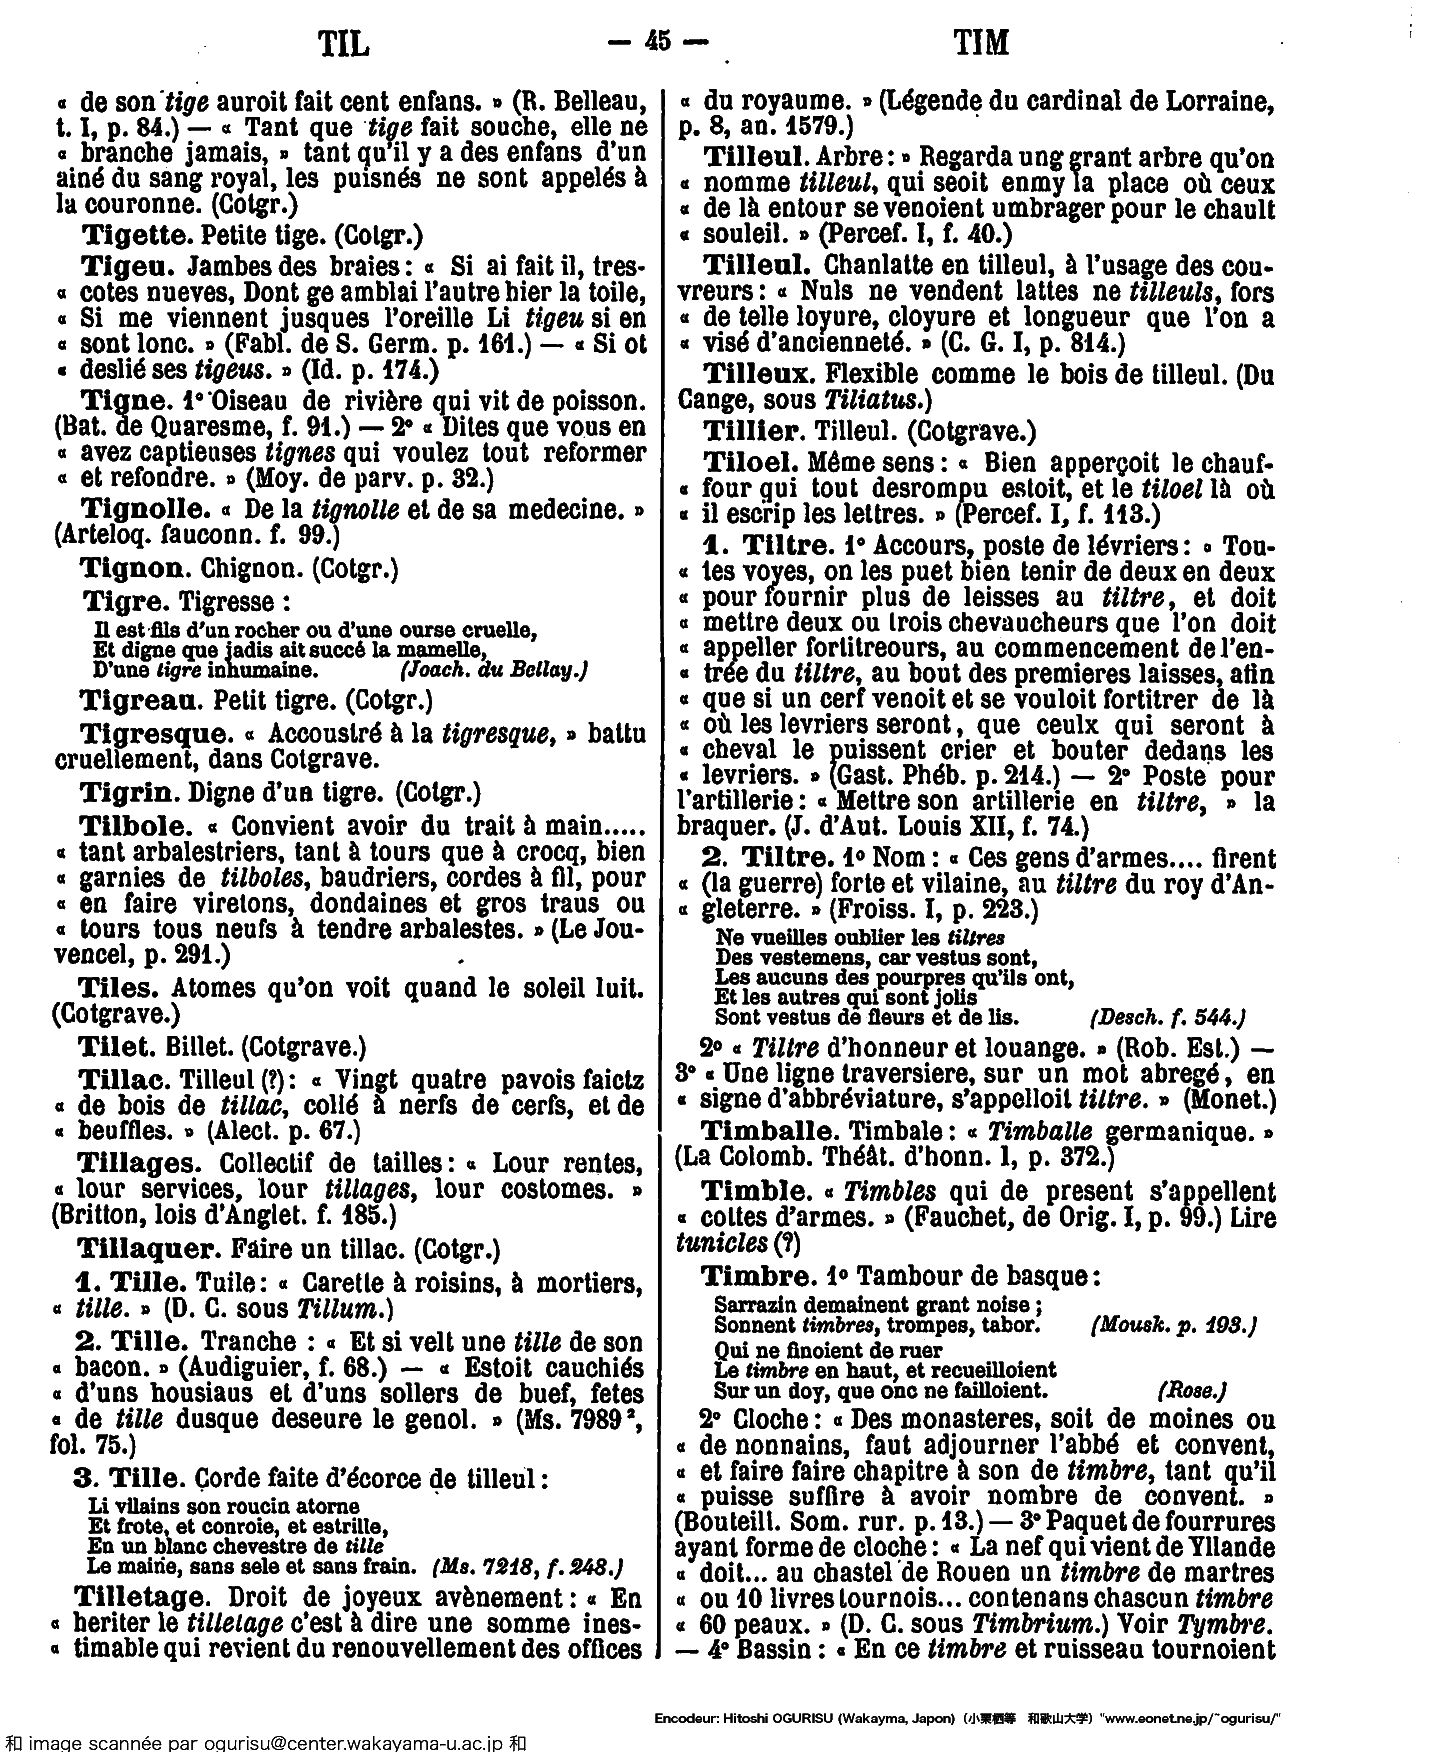 TIL — 45 — TIM
« de son tige auroit fait cent enfans. » (R. Belleau,
t. I, p. 84.) — « Tant que tige fait souche, elle ne
« branche jamais, » tant qu'il y a des enfans d'un
ainé du sang royal, les puisnés ne sont appelés à
la couronne. (Cotgr.)
Tigette. Petite tige. (Cotgr.)
Tigeu. Jambes des braies : « Si ai fait il, tres-
« cotes nueves, Dont ge amblai l'autre hier la toile,
« Si me viennent jusques l'oreille Li tigeu si en
« sont lonc. » (Fabl. de S. Germ. p. 161.) — « Si ot
« deslié ses tigeus. » (Id. p. 174.)
Tigne. 1° Oiseau de rivière qui vit de poisson.
(Bat. de Quaresme, f. 91.) — 2° « Dites que vous en
« avez captieuses tignes qui voulez tout reformer
« et refondre. » (Moy. de parv. p. 32.)
Tignolle. « De la tignolle et de sa medecine. »
(Arteloq. fauconn. f. 99.)
Tignon. Chignon. (Cotgr.)
Tigre. Tigresse :
Il est fils d'un rocher ou d'une ourse cruelle,
Et digne que jadis ait succé la mamelle,
D'une tigre inhumaine. (Joach. du Bellay.)
Tigreau. Petit tigre. (Cotgr.)
Tigresque. « Accoustré à la tigresque, » battu
cruellement, dans Cotgrave.
Tigrin. Digne d'un tigre. (Cotgr.)
Tilbole. « Convient avoir du trait à main.....
« tant arbalestriers, tant à tours que à crocq, bien
« garnies de tilboles, baudriers, cordes à fil, pour
« en faire viretons, dondaines et gros traus ou
« tours tous neufs à tendre arbalestes. » (Le Jou-
vencel, p. 291.)
Tiles. Atomes qu'on voit quand le soleil luit.
(Cotgrave.)
Tilet. Billet. (Cotgrave.)
Tillac. Tilleul (?) : « Vingt quatre pavois faictz
« de bois de tillac, collé à nerfs de cerfs, et de
« beuffles. » (Alect. p. 67.)
Tillages. Collectif de tailles : « Lour rentes,
« lour services, lour tillages, lour costomes. »
(Britton, lois d'Anglet. f. 185.)
Tillaquer. Faire un tillac. (Cotgr.)
1. Tille. Tuile : « Carette à roisins, à mortiers,
« tille. » (D. C. sous Tillum.)
2. Tille. Tranche : « Et si velt une tille de son
« bacon. » (Audiguier, f. 68.) — « Estoit cauchiés
« d'uns housiaus et d'uns sollers de buef, fetes
« de tille dusque deseure le genol. » (Ms. 7989 ², 
fol. 75.)
3. Tille. Corde faite d'écorce de tilleul :
Li vilains son roucin atorne
Et frote, et conroie, et estrille,
En un blanc chevestre de tille
Le mairie, sans sele et sans frain. (Ms. 7218, f. 248.)
Tilletage. Droit de joyeux avènement : « En
« heriter le tilletage c'est à dire une somme ines-
« timable qui revient du renouvellement des offices
« du royaume. » (Légende du cardinal de Lorraine,
p. 8, an. 1579.)
Tilleul. Arbre : » Regarda ung grant arbre qu'on
« nomme tilleul, qui seoit enmy la place où ceux
« de là entour se venoient umbrager pour le chault
« souleil. » (Percef. I, f. 40.)
Tilleul. Chanlatte en tilleul, à l'usage des cou-
vreurs : « Nuls ne vendent lattes ne tilleuls, fors
« de telle loyure, cloyure et longueur que l'on a
« visé d'ancienneté. » (C. G. I, p. 814.)
Tilleux. Flexible comme le bois de tilleul. (Du
Cange, sous Tiliatus.)
Tillier. Tilleul. (Cotgrave.)
Tiloel. Même sens : « Bien apperçoit le chauf-
« four qui tout desrompu estoit, et le tiloel là où
« il escrip les lettres. » (Percef. I, f. 113.)
1. Tiltre. 1° Accours, poste de lévriers : « Tou-
« tes voyes, on les puet bien tenir de deux en deux
« pour fournir plus de leisses au tiltre, et doit
« mettre deux ou trois chevaucheurs que l'on doit
« appeller fortitreours, au commencement de l'en-
« trée du tiltre, au bout des premieres laisses, afin
« que si un cerf venoit et se vouloit fortitrer de là
« où les levriers seront, que ceulx qui seront à
« cheval le puissent crier et bouter dedans les
« levriers. » (Gast. Phéb. p. 214.) — 2° Poste pour
l'artillerie : « Mettre son artillerie en tiltre, » la
braquer. (J. d'Aut. Louis XII, f. 74.)
2. Tiltre. 1° Nom : « Ces gens d'armes.... firent
« (la guerre) forte et vilaine, au tiltre du roy d'An-
« gleterre. » (Froiss. I, p. 223.)
Ne vueilles oublier les tiltres
Des vestemens, car vestus sont,
Les aucuns des pourpres qu'ils ont,
Et les autres qui sont jolis
Sont vestus de fleurs et de lis. (Desch. f. 544.)
2° « Tiltre d'honneur et louange. » (Rob. Est.) —
3° « Une ligne traversiere, sur un mot abregé, en
« signe d'abbréviature, s'appelloit tiltre. » (Monet.)
Timballe. Timbale : « Timballe germanique. »
(La Colomb. Théât. d'honn. I, p. 372.)
Timble. « Timbles qui de present s'appellent
« cottes d'armes. » (Fauchet, de Orig. I, p. 99.) Lire
tunicles (?)
Timbre. 1° Tambour de basque :
Sarrazin demainent grant noise ;
Sonnent timbres, trompes, tabor. (Mousk. p. 193.)
Qui ne finoient de ruer
Le timbre en haut, et recueilloient
Sur un doy, que onc ne failloient. (Rose.)
2° Cloche : « Des monasteres, soit de moines ou
« de nonnains, faut adjourner l'abbé et convent,
« et faire faire chapitre à son de timbre, tant qu'il
« puisse suffire à avoir nombre de convent. »
(Bouteill. Som. rur. p. 13.) — 3° Paquet de fourrures
ayant forme de cloche : « La nef qui vient de Yllande
« doit... au chastel de Rouen un timbre de martres
« ou 10 livres tournois... contenans chascun timbre
« 60 peaux. » (D. C. sous Timbrium.) Voir Tymbre.
— 4° Bassin : « En ce timbre et ruisseau tournoient
Encodeur: Hitoshi OGURISU (Wakayma, Japon) (小栗栖等 和歌山大学) "www.eonet.ne.jp/~ogurisu/"
和 image scannée par ogurisu@center.wakayama-u.ac.jp 和